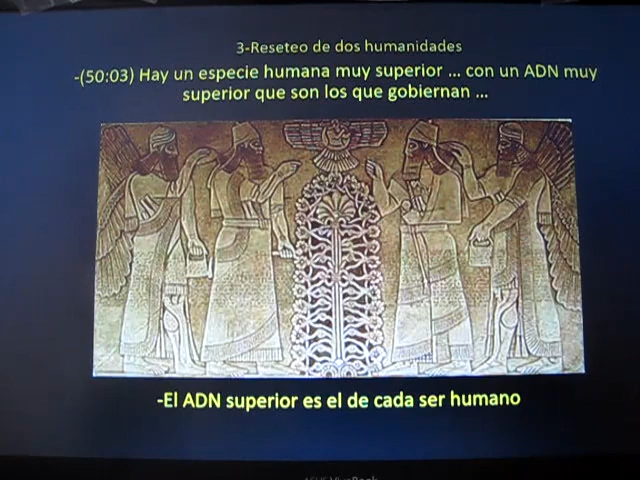 3-Reseteo de dos humanidades
-(50:03) Hay un especie humana muy superior ... con un ADN muy
superior que son los que gobiernan ...
-El ADN superior es el de cada ser humano